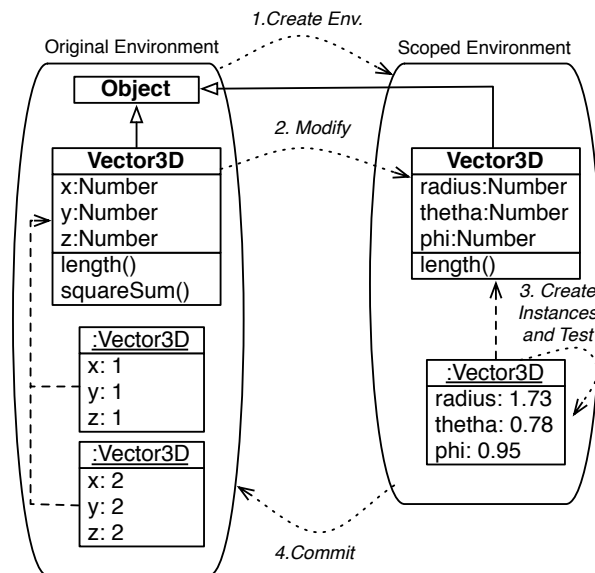 1.Create Env.
Original Environment
Scoped Environment
Object
2. Modify
Vector3D
x:Number
y:Number
z:Number
length()
squareSum()
Vector3D
radius:Number
thetha:Number
phi:Number
length()
3. Create
Instances
and Test
:Vector3D
x: 1
y: 1
z: 1
:Vector3D
radius: 1.73
thetha: 0.78
phi: 0.95
:Vector3D
x: 2
y: 2
z: 2
4.Commit